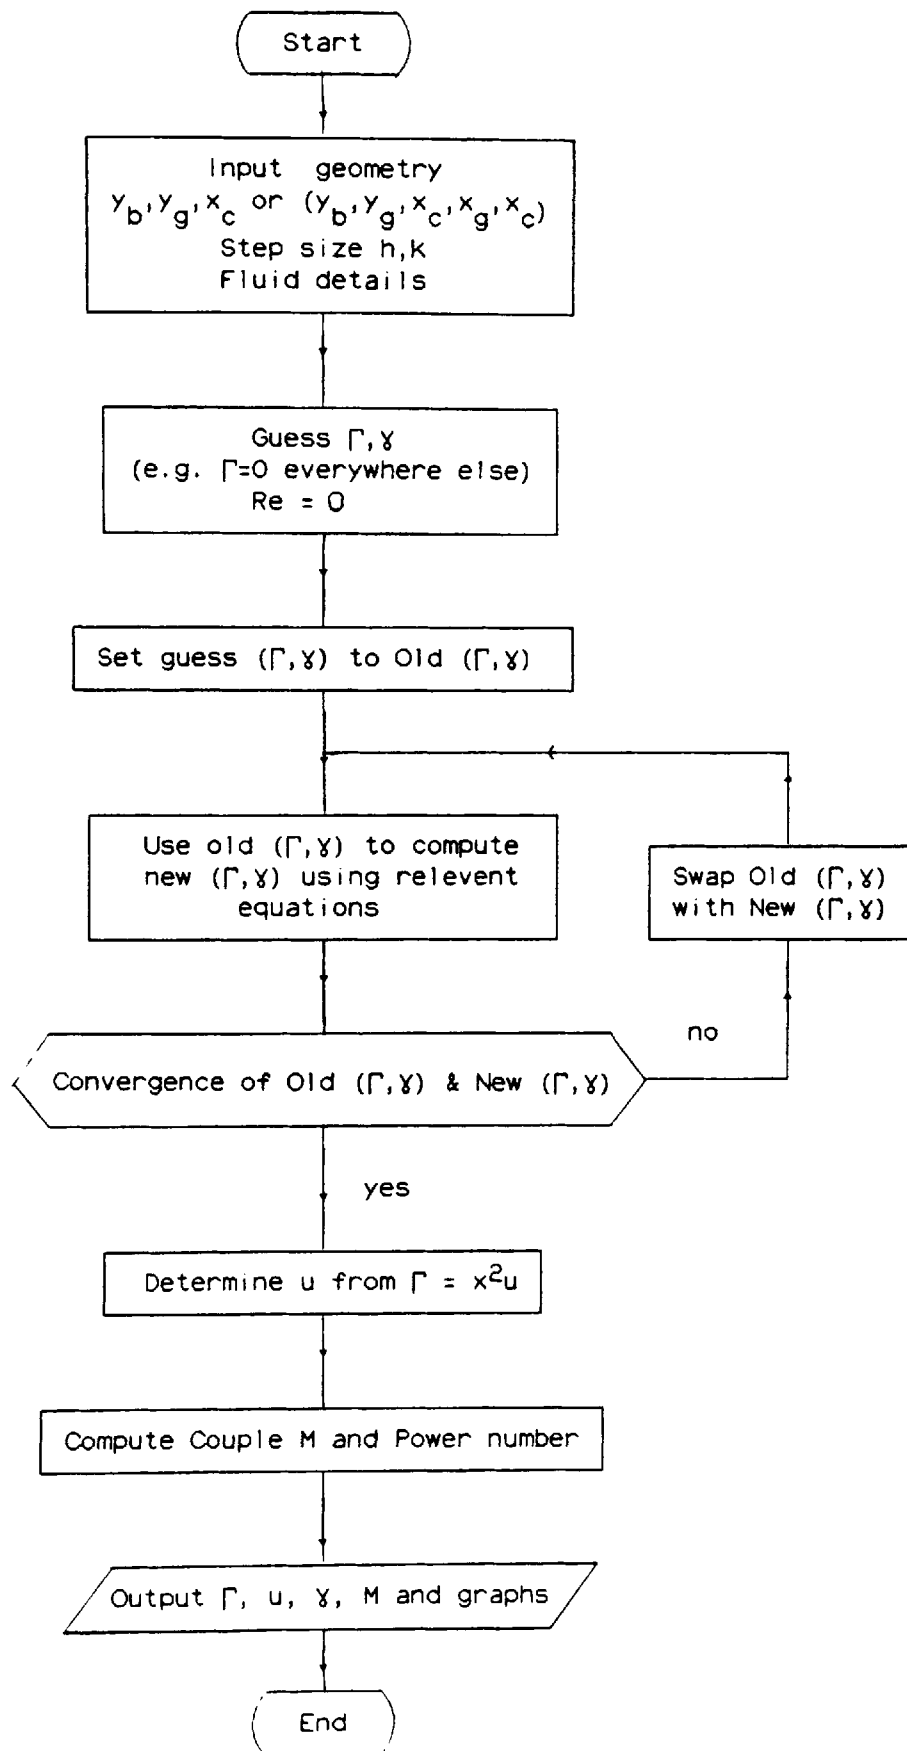 Start
Input geometry
y_b, y_g, x_c or (y_b, y_g, x_c, x_g, x_c)
Step size h,k
Fluid details
Guess Γ,γ
(e.g. Γ=0 everywhere else)
Re = 0
Set guess (Γ,γ) to Old (Γ,γ)
Use old (Γ,γ) to compute
new (Γ,γ) using relevent
equations
Swap Old (Γ,γ)
with New (Γ,γ)
no
Convergence of Old (Γ,γ) & New (Γ,γ)
yes
Determine u from Γ = x²u
Compute Couple M and Power number
Output Γ, u, γ, M and graphs
End